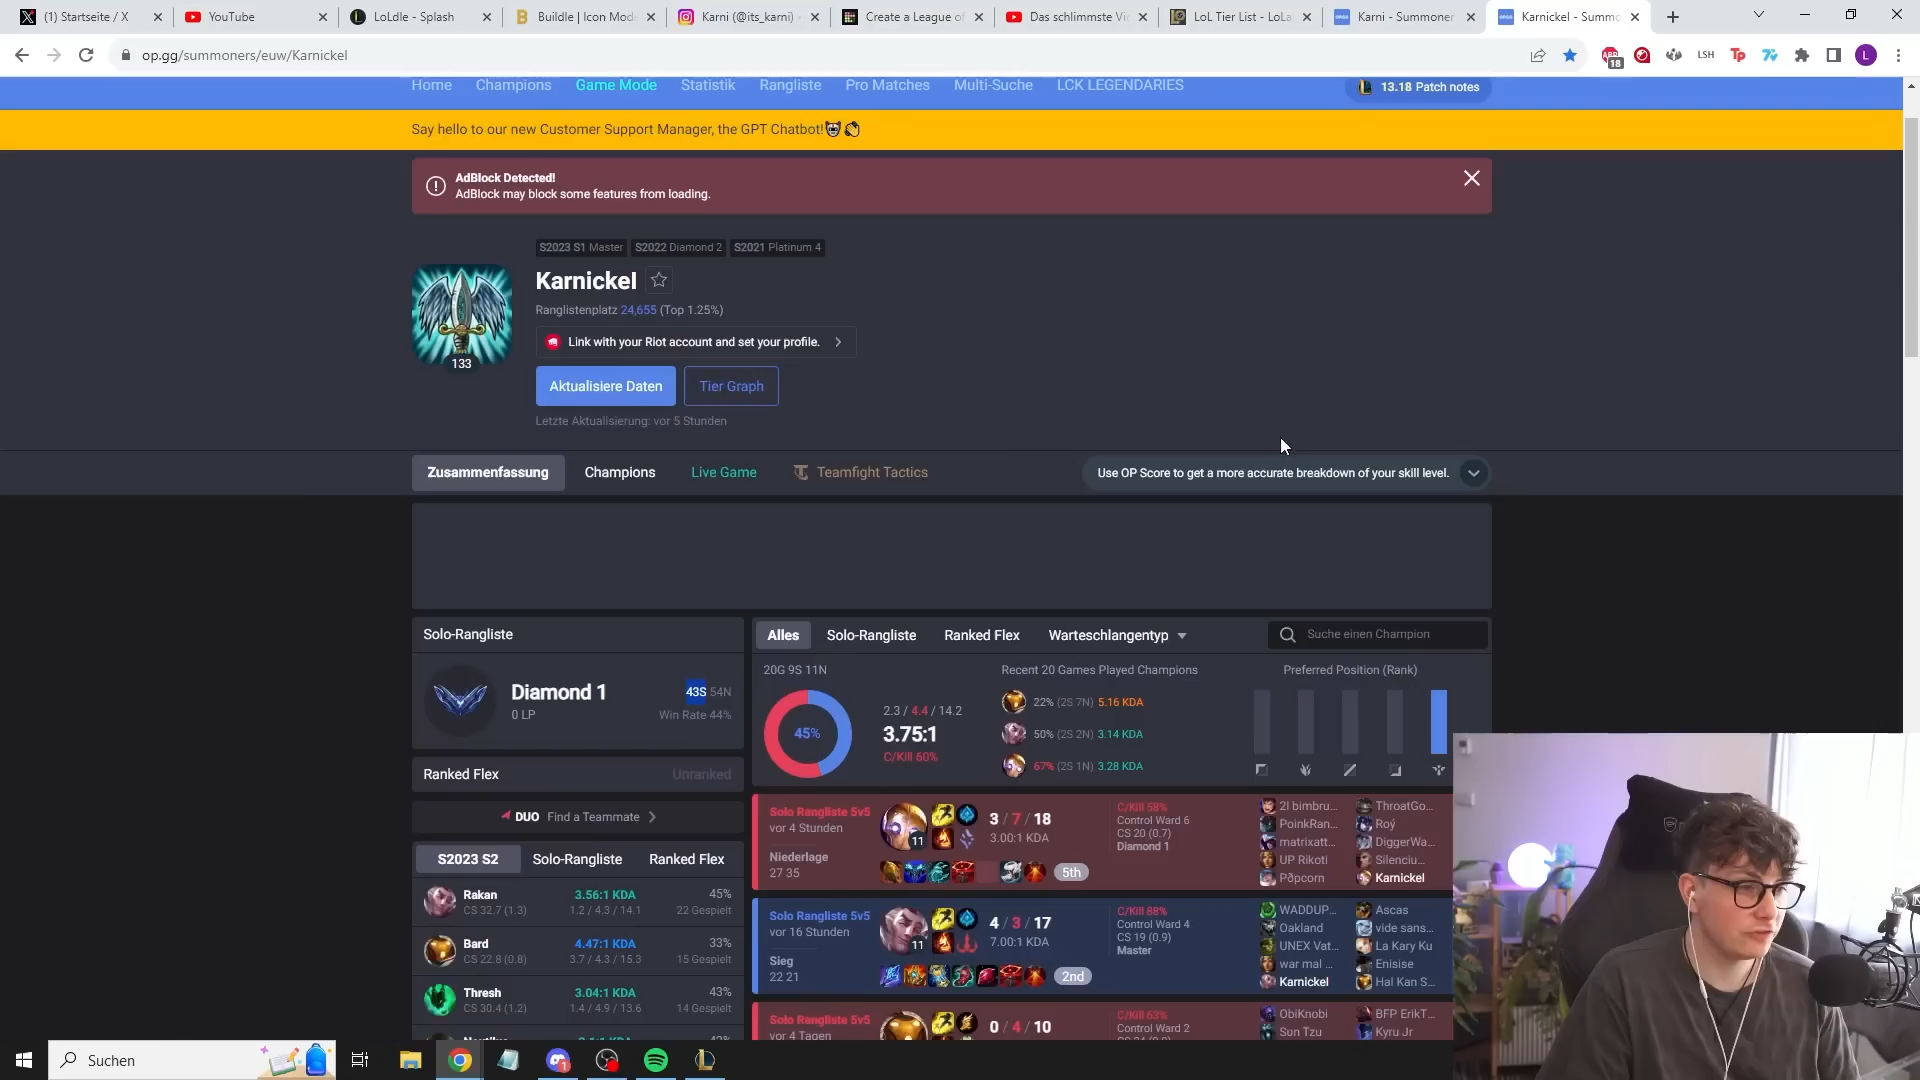 (1) Startseite / X
YouTube
LoLdle - Splash
Buildle | Icon Mod
Karni (@its_karni)
Create a League of
Das schlimmste Vi
LoL Tier List - LoLa
Karni - Summoner
Karnickel - Summo
op.gg/summoners/euw/Karnickel
18
LSH
Tp
L
Home
Champions
Game Mode
Statistik
Rangliste
Pro Matches
Multi-Suche
LCK LEGENDARIES
13.18 Patch notes
Say hello to our new Customer Support Manager, the GPT Chatbot!
AdBlock Detected!
AdBlock may block some features from loading.
S2023 S1 Master
S2022 Diamond 2
S2021 Platinum 4
Karnickel
Ranglistenplatz 24,655 (Top 1.25%)
133
Link with your Riot account and set your profile.
Aktualisiere Daten
Tier Graph
Letzte Aktualisierung: vor 5 Stunden
Zusammenfassung
Champions
Live Game
Teamfight Tactics
Use OP Score to get a more accurate breakdown of your skill level.
Solo-Rangliste
Diamond 1
43S 54N
0 LP
Win Rate 44%
Ranked Flex
Unranked
DUO Find a Teammate
S2023 S2
Solo-Rangliste
Ranked Flex
Rakan
3.56:1 KDA
45%
CS 32.7 (1.3)
1.2 / 4.3 / 14.1
22 Gespielt
Bard
4.47:1 KDA
33%
CS 22.8 (0.8)
3.7 / 4.3 / 15.3
15 Gespielt
Thresh
3.04:1 KDA
43%
CS 30.4 (1.2)
1.4 / 4.9 / 13.6
14 Gespielt
Alles
Solo-Rangliste
Ranked Flex
Warteschlangentyp
Suche einen Champion
20G 9S 11N
45%
2.3 / 4.4 / 14.2
3.75:1
C/Kill 60%
Recent 20 Games Played Champions
22% (2S 7N) 5.16 KDA
50% (2S 2N) 3.14 KDA
67% (2S 1N) 3.28 KDA
Preferred Position (Rank)
Solo Rangliste 5v5
vor 4 Stunden
Niederlage
27 35
11
3 / 7 / 18
3.00:1 KDA
5th
C/Kill 58%
Control Ward 6
CS 20 (0.7)
Diamond 1
2l bimbru...
PoinkRan...
matrixatt...
UP Rikoti
Pðpcorn
ThroatGo...
Roý
DiggerWa...
Silenciu...
Karnickel
Solo Rangliste 5v5
vor 16 Stunden
Sieg
22 21
11
4 / 3 / 17
7.00:1 KDA
2nd
C/Kill 88%
Control Ward 4
CS 19 (0.9)
Master
WADDUP...
Oakland
UNEX Vat...
war mal ...
Karnickel
Ascas
vide sans...
La Kary Ku
Enisise
Hal Kan S...
Solo Rangliste 5v5
vor 4 Tagen
0 / 4 / 10
C/Kill 63%
Control Ward 2
ObiKnobi
Sun Tzu
BFP ErikT...
Kyru Jr
Suchen
1